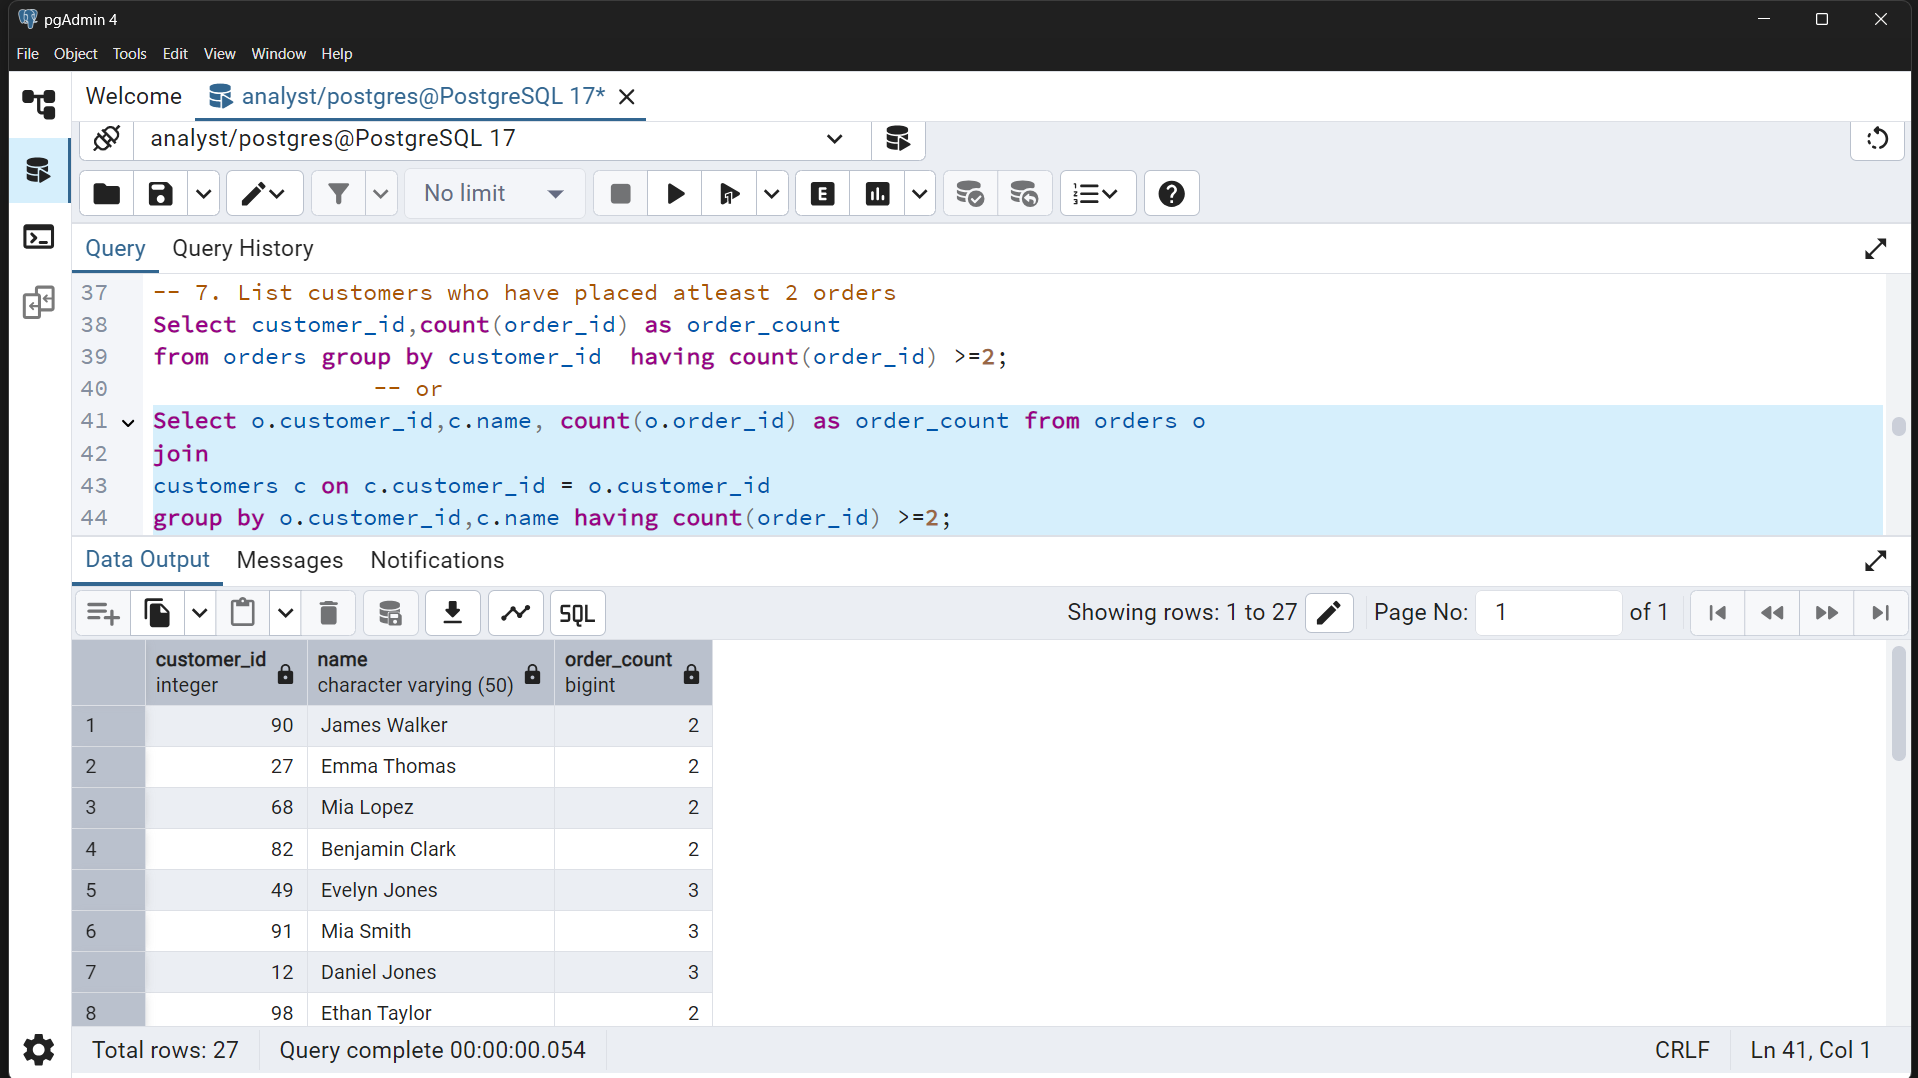 pgAdmin 4
File Object Tools Edit View Window Help
Welcome analyst/postgres@PostgreSQL 17*
analyst/postgres@PostgreSQL 17
No limit E
Query Query History
37 -- 7. List customers who have placed atleast 2 orders
38 Select customer_id,count(order_id) as order_count
39 from orders group by customer_id  having count(order_id) >=2;
40 -- or
41 Select o.customer_id,c.name, count(o.order_id) as order_count from orders o
42 join
43 customers c on c.customer_id = o.customer_id
44 group by o.customer_id,c.name having count(order_id) >=2;
Data Output Messages Notifications
SQL Showing rows: 1 to 27 Page No: 1 of 1
customer_id name order_count
integer character varying (50) bigint
1 90 James Walker 2
2 27 Emma Thomas 2
3 68 Mia Lopez 2
4 82 Benjamin Clark 2
5 49 Evelyn Jones 3
6 91 Mia Smith 3
7 12 Daniel Jones 3
8 98 Ethan Taylor 2
Total rows: 27 Query complete 00:00:00.054 CRLF Ln 41, Col 1